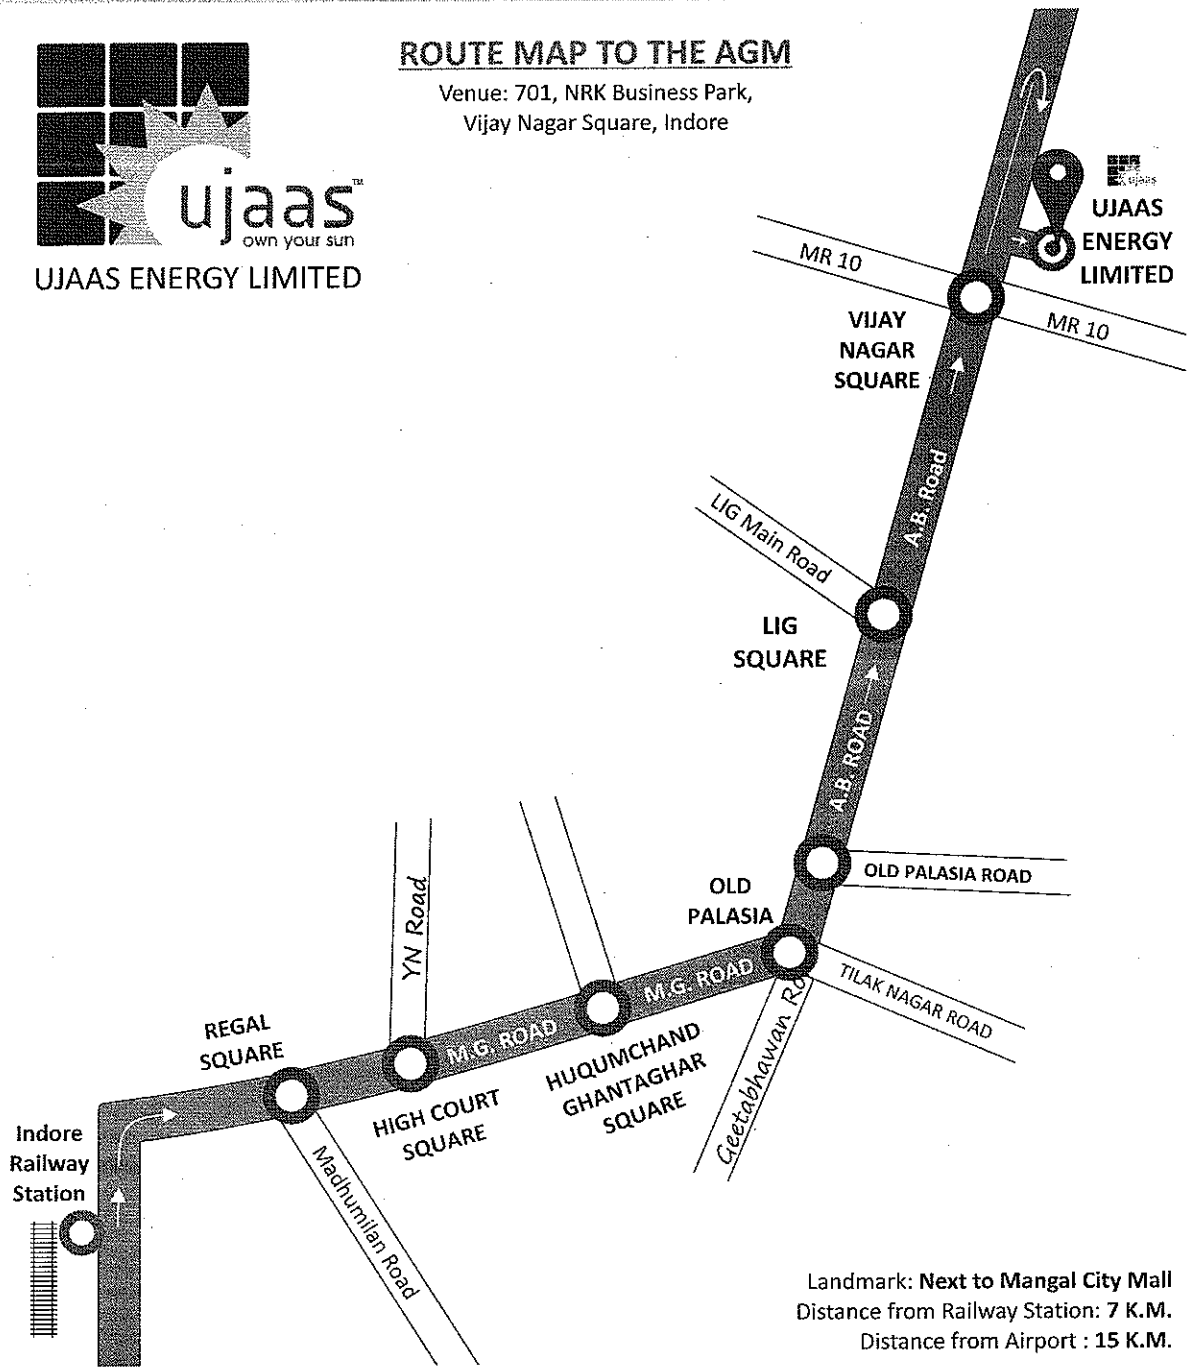 ROUTE MAP TO THE AGM
Venue: 701, NRK Business Park,
Vijay Nagar Square, Indore
ujaas™
own your sun
UJAAS ENERGY LIMITED
ujaas
UJAAS
ENERGY
LIMITED
MR 10
MR 10
VIJAY
NAGAR
SQUARE
A.B. Road
LIG Main Road
LIG
SQUARE
A.B. ROAD
OLD PALASIA ROAD
OLD
PALASIA
TILAK NAGAR ROAD
Geetabhawan Ro
M.G. ROAD
YN Road
HUQUMCHAND
GHANTAGHAR
SQUARE
M.G. ROAD
HIGH COURT
SQUARE
REGAL
SQUARE
Madhumilan Road
Indore
Railway
Station
Landmark: Next to Mangal City Mall
Distance from Railway Station: 7 K.M.
Distance from Airport : 15 K.M.